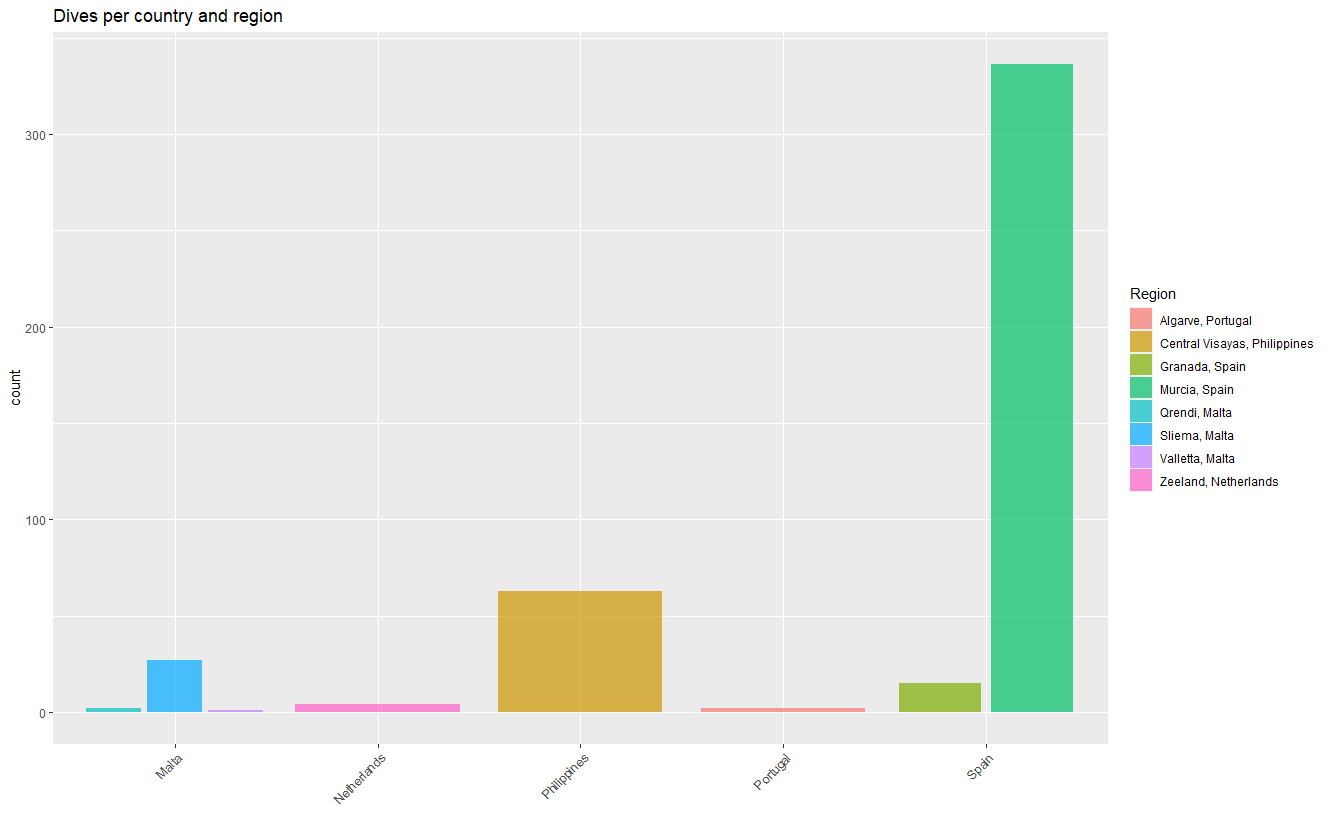 Dives per country and region
300
200
100
0
count
Malta
Netherlands
Philippines
Portugal
Spain
Region
Algarve, Portugal
Central Visayas, Philippines
Granada, Spain
Murcia, Spain
Qrendi, Malta
Sliema, Malta
Valletta, Malta
Zeeland, Netherlands